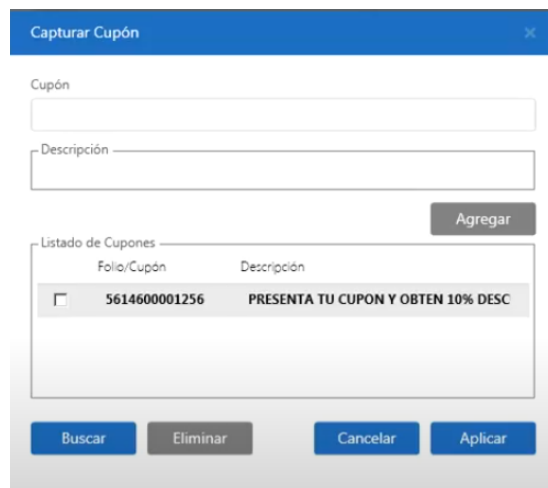 Capturar Cupón
Cupón
Descripción
Agregar
Listado de Cupones
Folio/Cupón Descripción
5614600001256 PRESENTA TU CUPON Y OBTEN 10% DESC
Buscar Eliminar Cancelar Aplicar